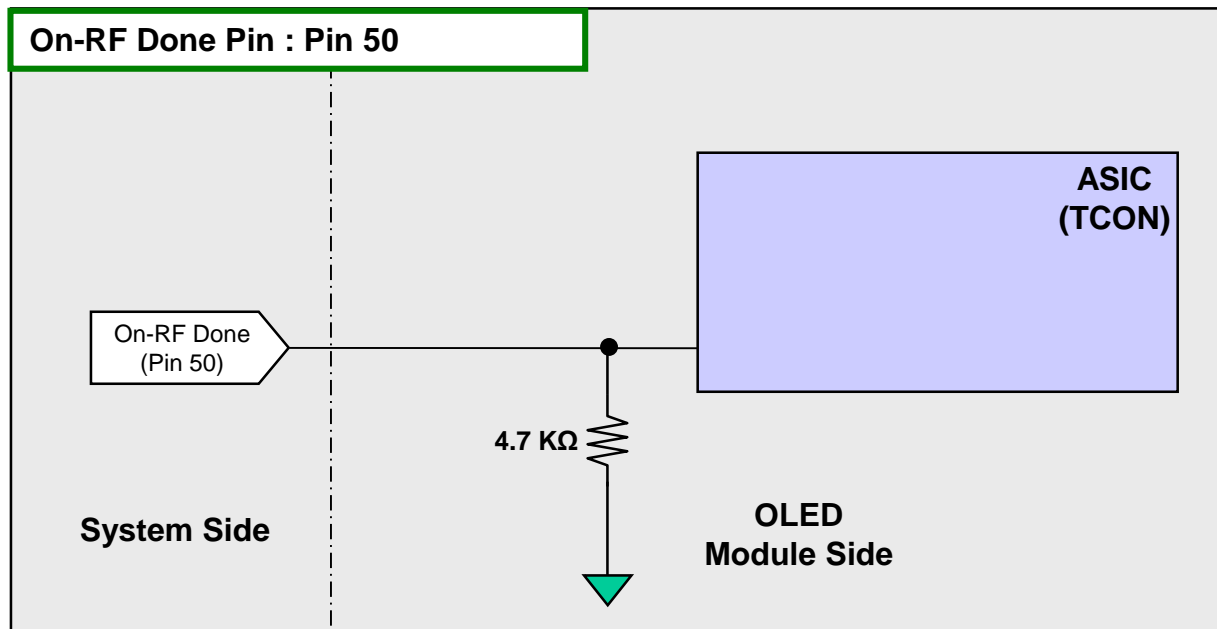 On-RF Done Pin : Pin 50
ASIC
(TCON)
On-RF Done
(Pin 50)
4.7 KΩ
System Side
OLED
Module Side